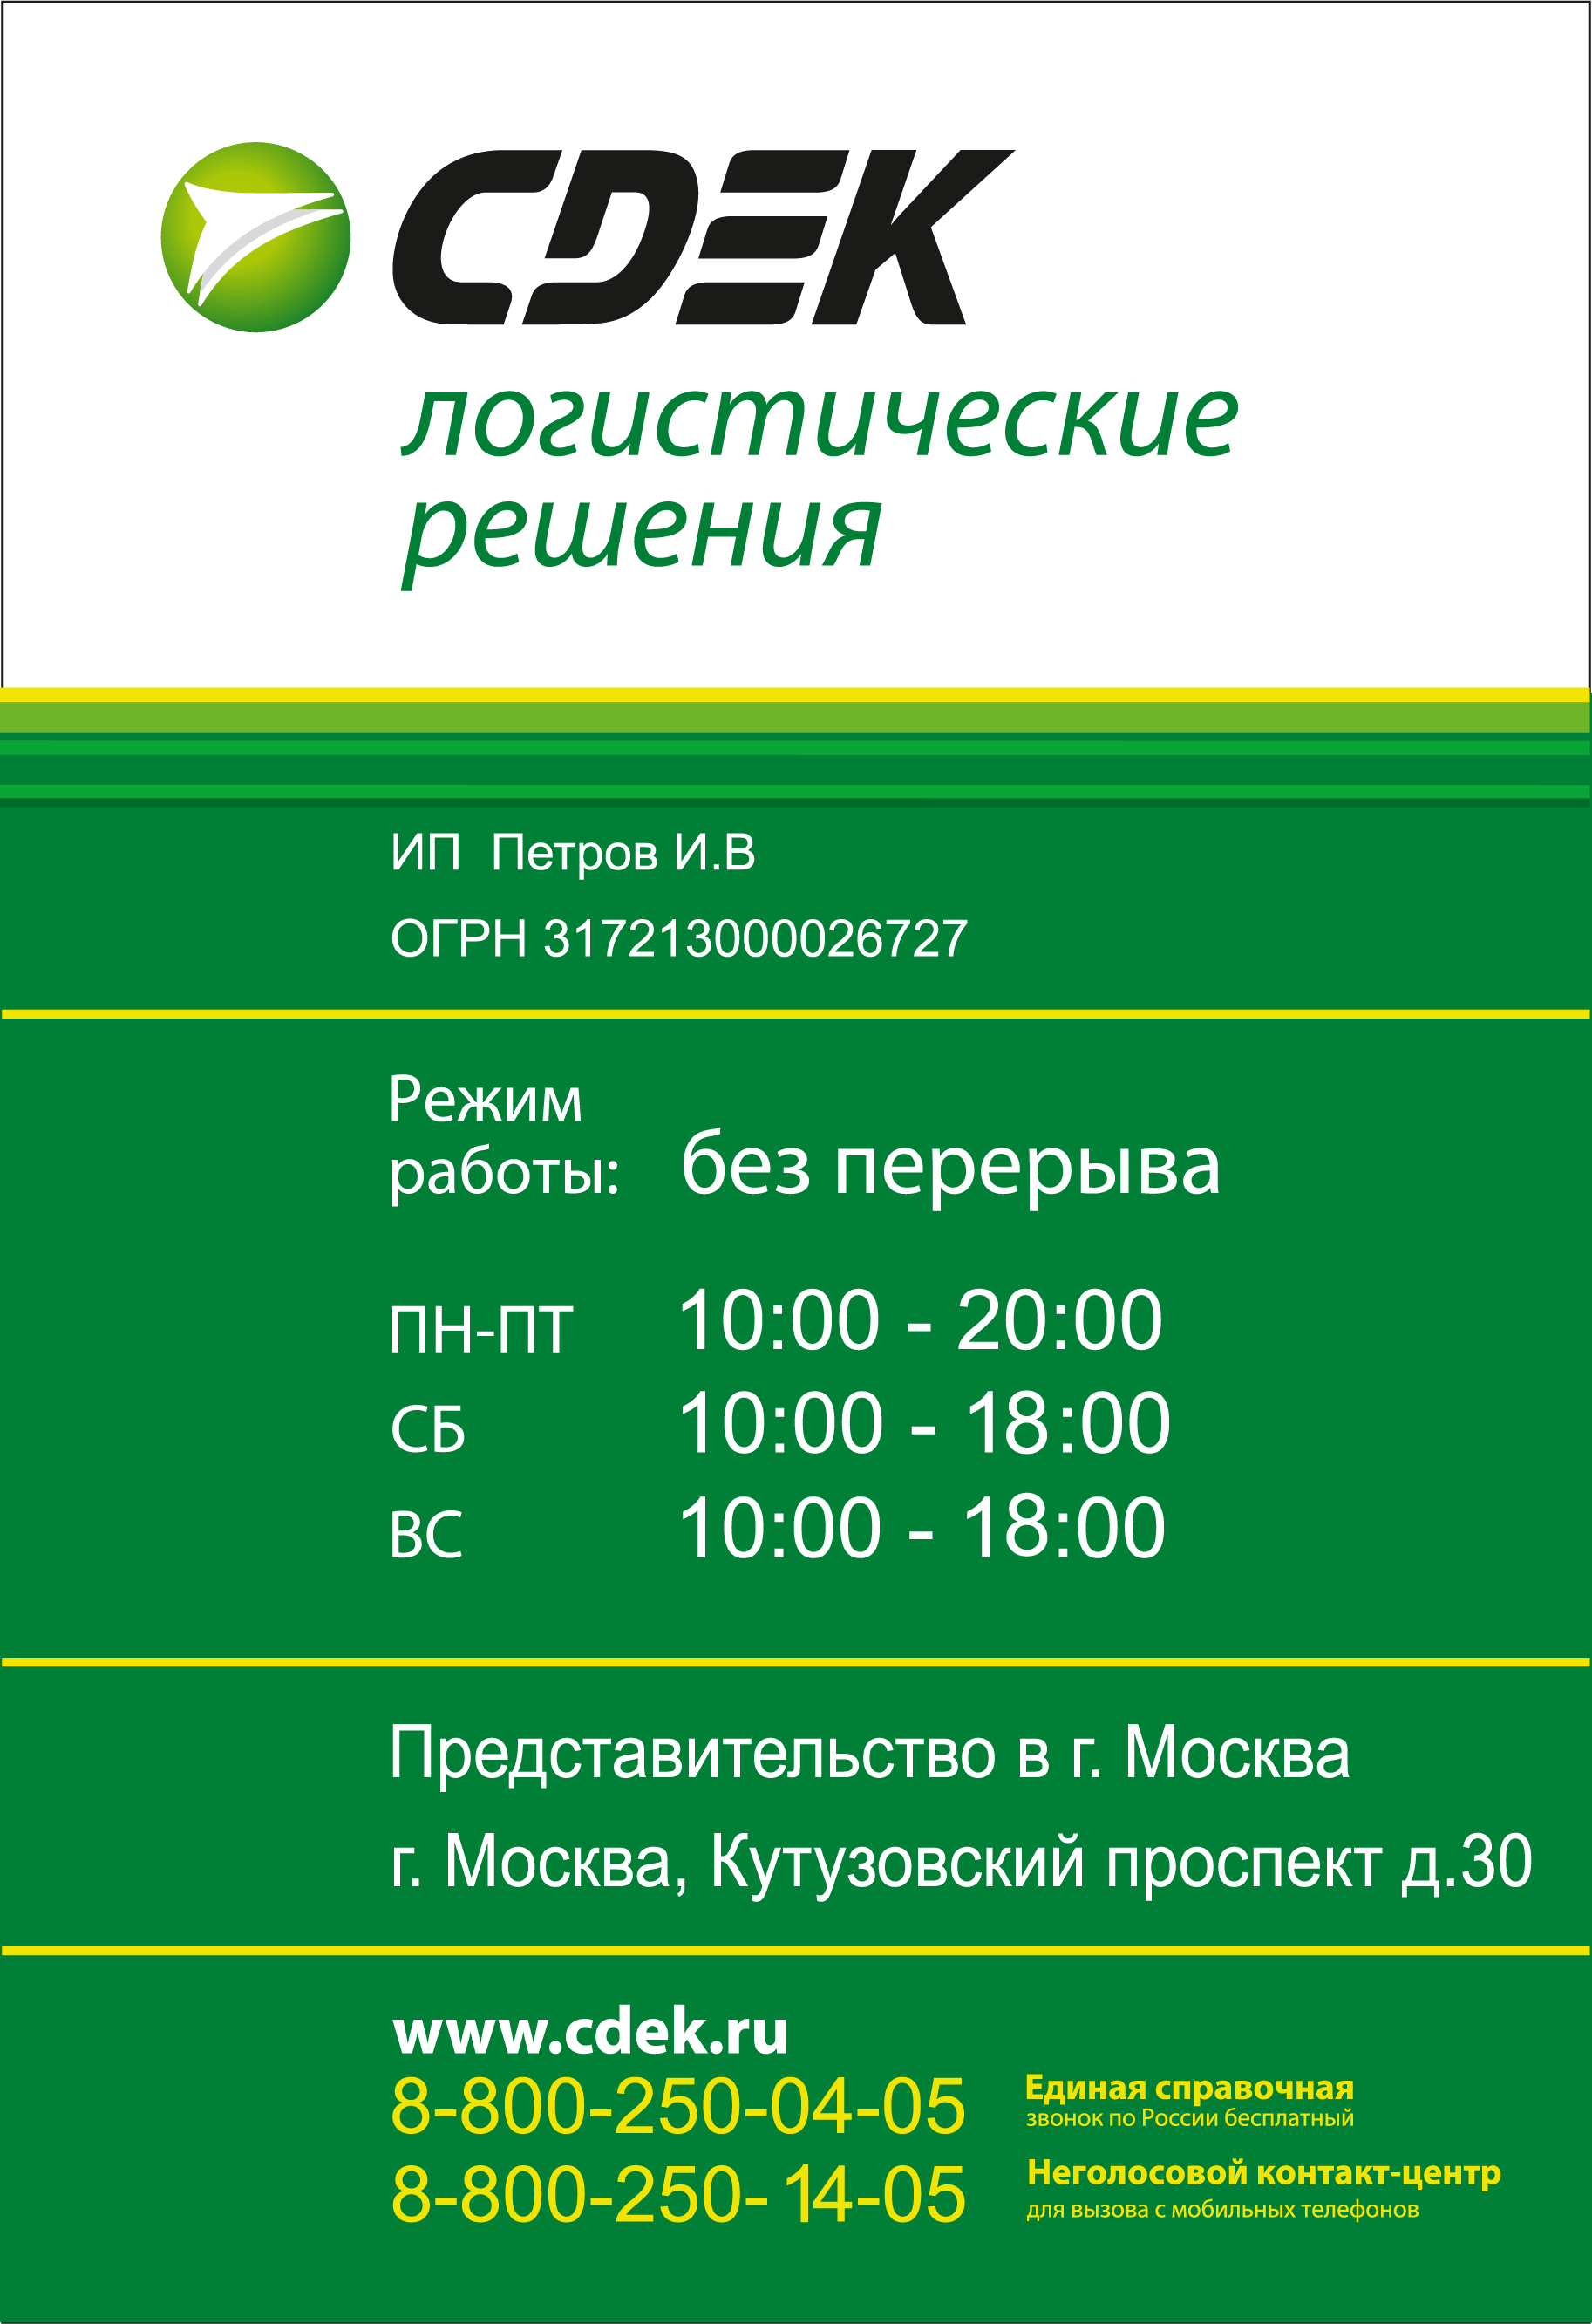 CDEK
логистические
решения
ИП Петров И.В
ОГРН 317213000026727
Режим
работы: без перерыва
ПН-ПТ 10:00 - 20:00
СБ 10:00 - 18:00
ВС 10:00 - 18:00
Представительство в г. Москва
г. Москва, Кутузовский проспект д.30
www.cdek.ru
8-800-250-04-05 Единая справочная
звонок по России бесплатный
8-800-250-14-05 Неголосовой контакт-центр
для вызова с мобильных телефонов